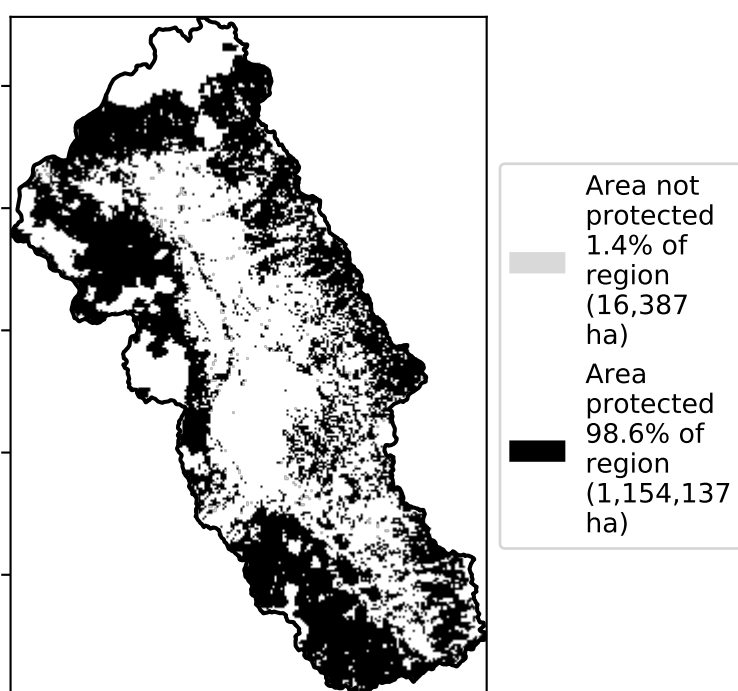 Area not
protected
1.4% of
region
(16,387
ha)
Area
protected
98.6% of
region
(1,154,137
ha)